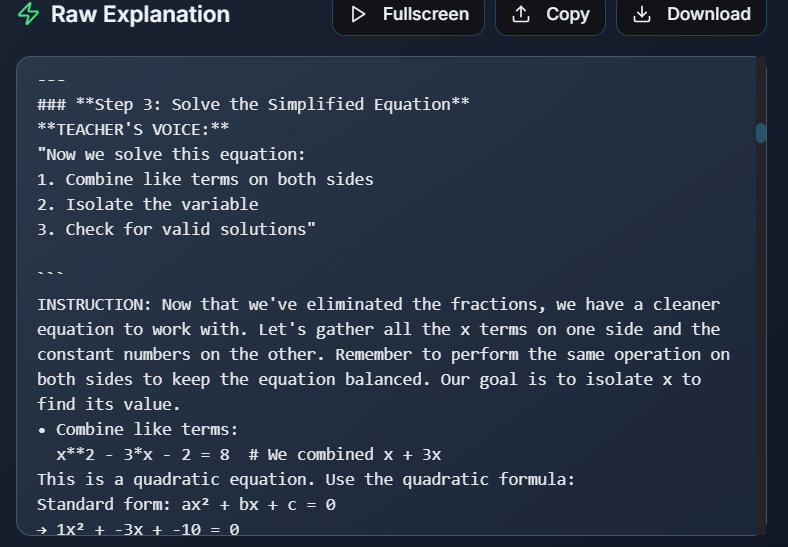 Raw Explanation
Fullscreen
Copy
Download
---
### **Step 3: Solve the Simplified Equation**
**TEACHER'S VOICE:**
"Now we solve this equation:
1. Combine like terms on both sides
2. Isolate the variable
3. Check for valid solutions"
```
INSTRUCTION: Now that we've eliminated the fractions, we have a cleaner
equation to work with. Let's gather all the x terms on one side and the
constant numbers on the other. Remember to perform the same operation on
both sides to keep the equation balanced. Our goal is to isolate x to
find its value.
• Combine like terms:
x**2 - 3*x - 2 = 8  # We combined x + 3x
This is a quadratic equation. Use the quadratic formula:
Standard form: ax² + bx + c = 0
→ 1x² + -3x + -10 = 0